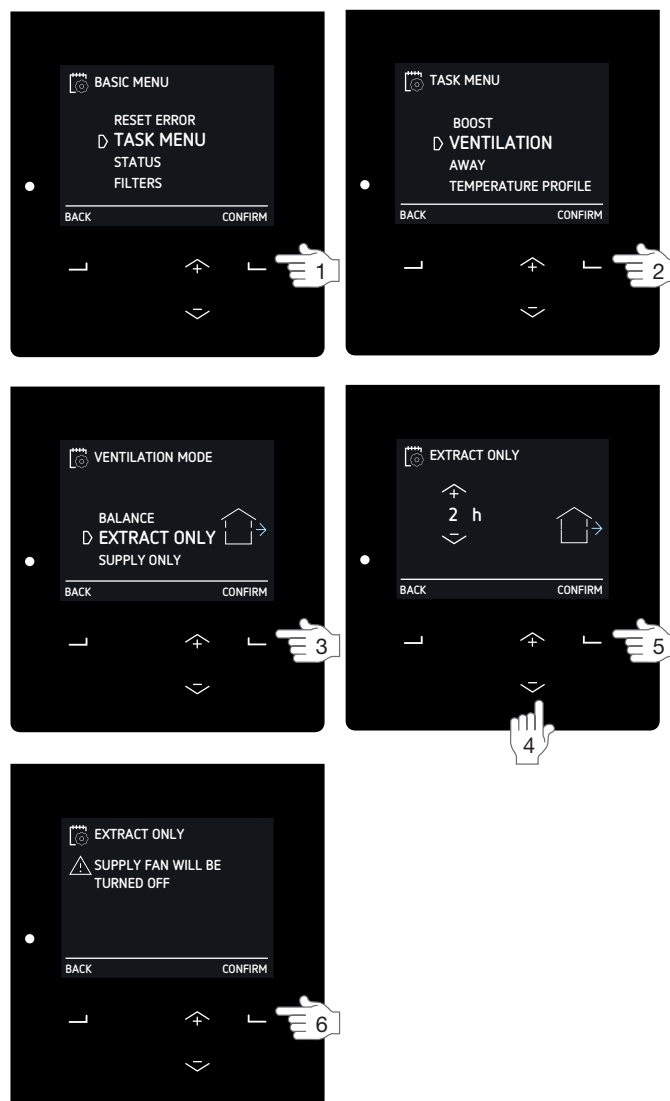 BASIC MENU
RESET ERROR
TASK MENU
STATUS
FILTERS
BACK CONFIRM
1
TASK MENU
BOOST
VENTILATION
AWAY
TEMPERATURE PROFILE
BACK CONFIRM
2
VENTILATION MODE
BALANCE
EXTRACT ONLY
SUPPLY ONLY
BACK CONFIRM
3
EXTRACT ONLY
2 h
BACK CONFIRM
5
4
EXTRACT ONLY
SUPPLY FAN WILL BE
TURNED OFF
BACK CONFIRM
6